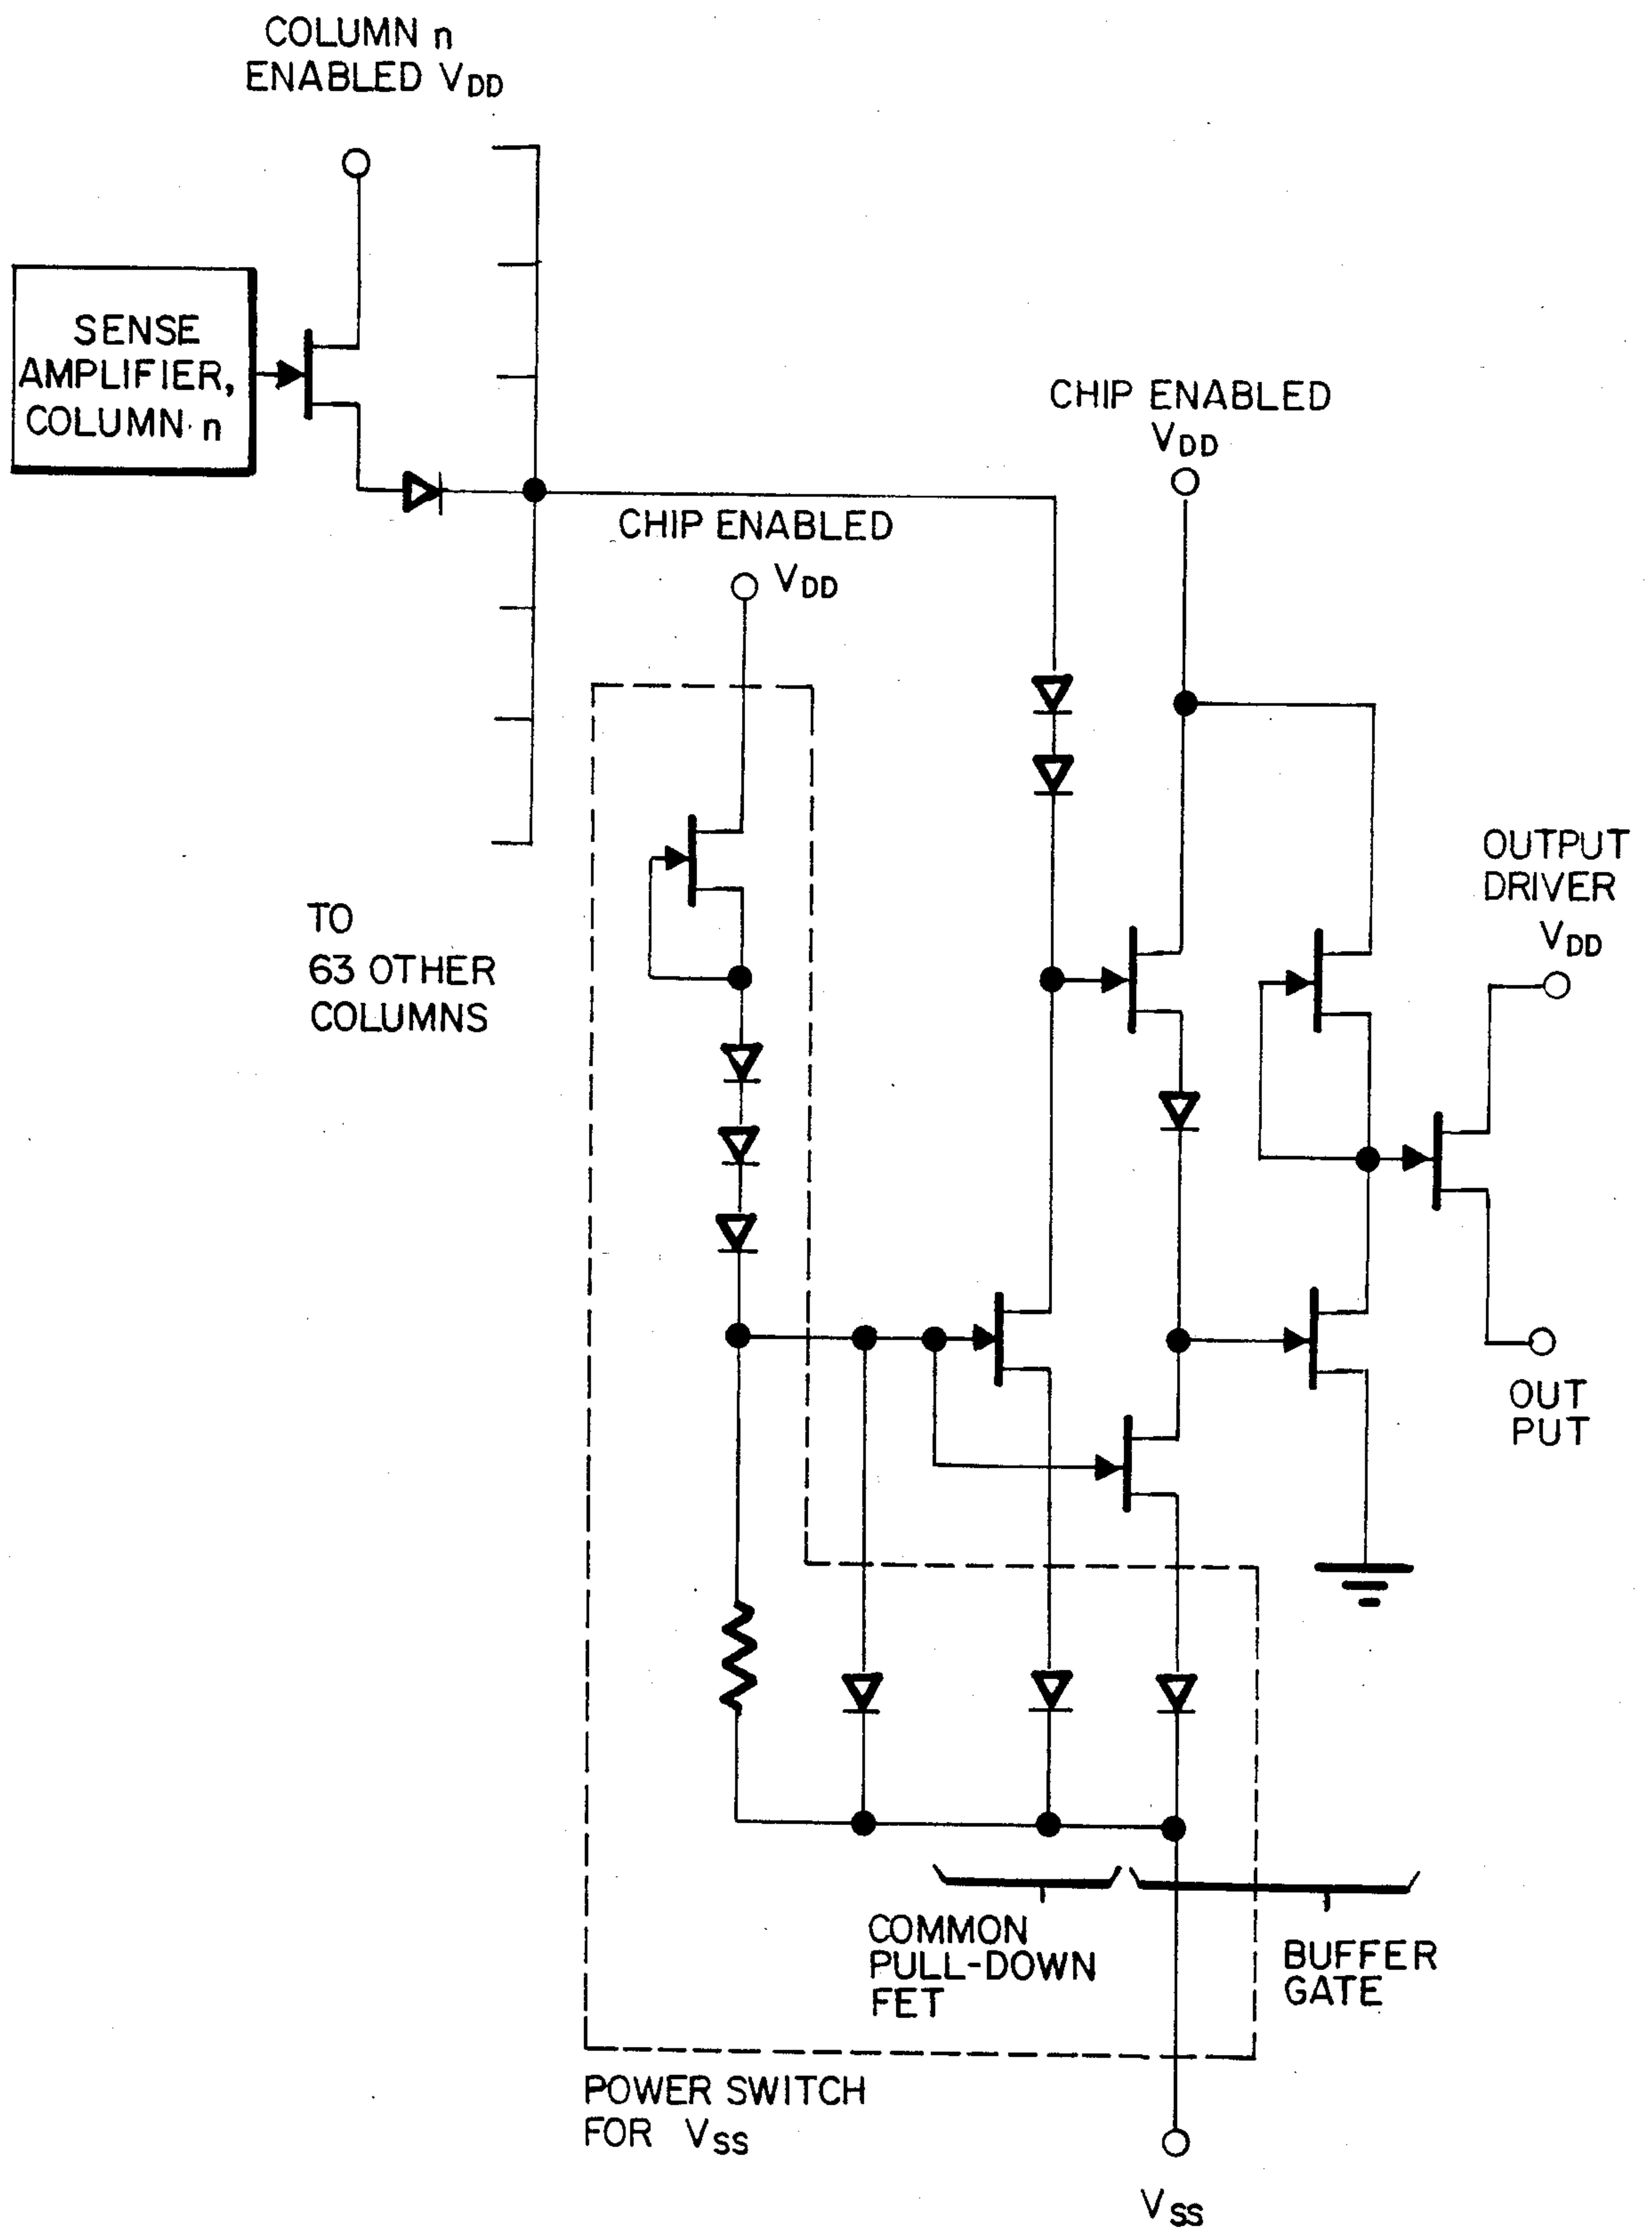 COLUMN n
ENABLED VDD
SENSE
AMPLIFIER,
COLUMN n
CHIP ENABLED
VDD
CHIP ENABLED
VDD
OUTPUT
DRIVER
VDD
TO
63 OTHER
COLUMNS
OUT
PUT
COMMON
PULL-DOWN
FET
BUFFER
GATE
POWER SWITCH
FOR VSS
VSS